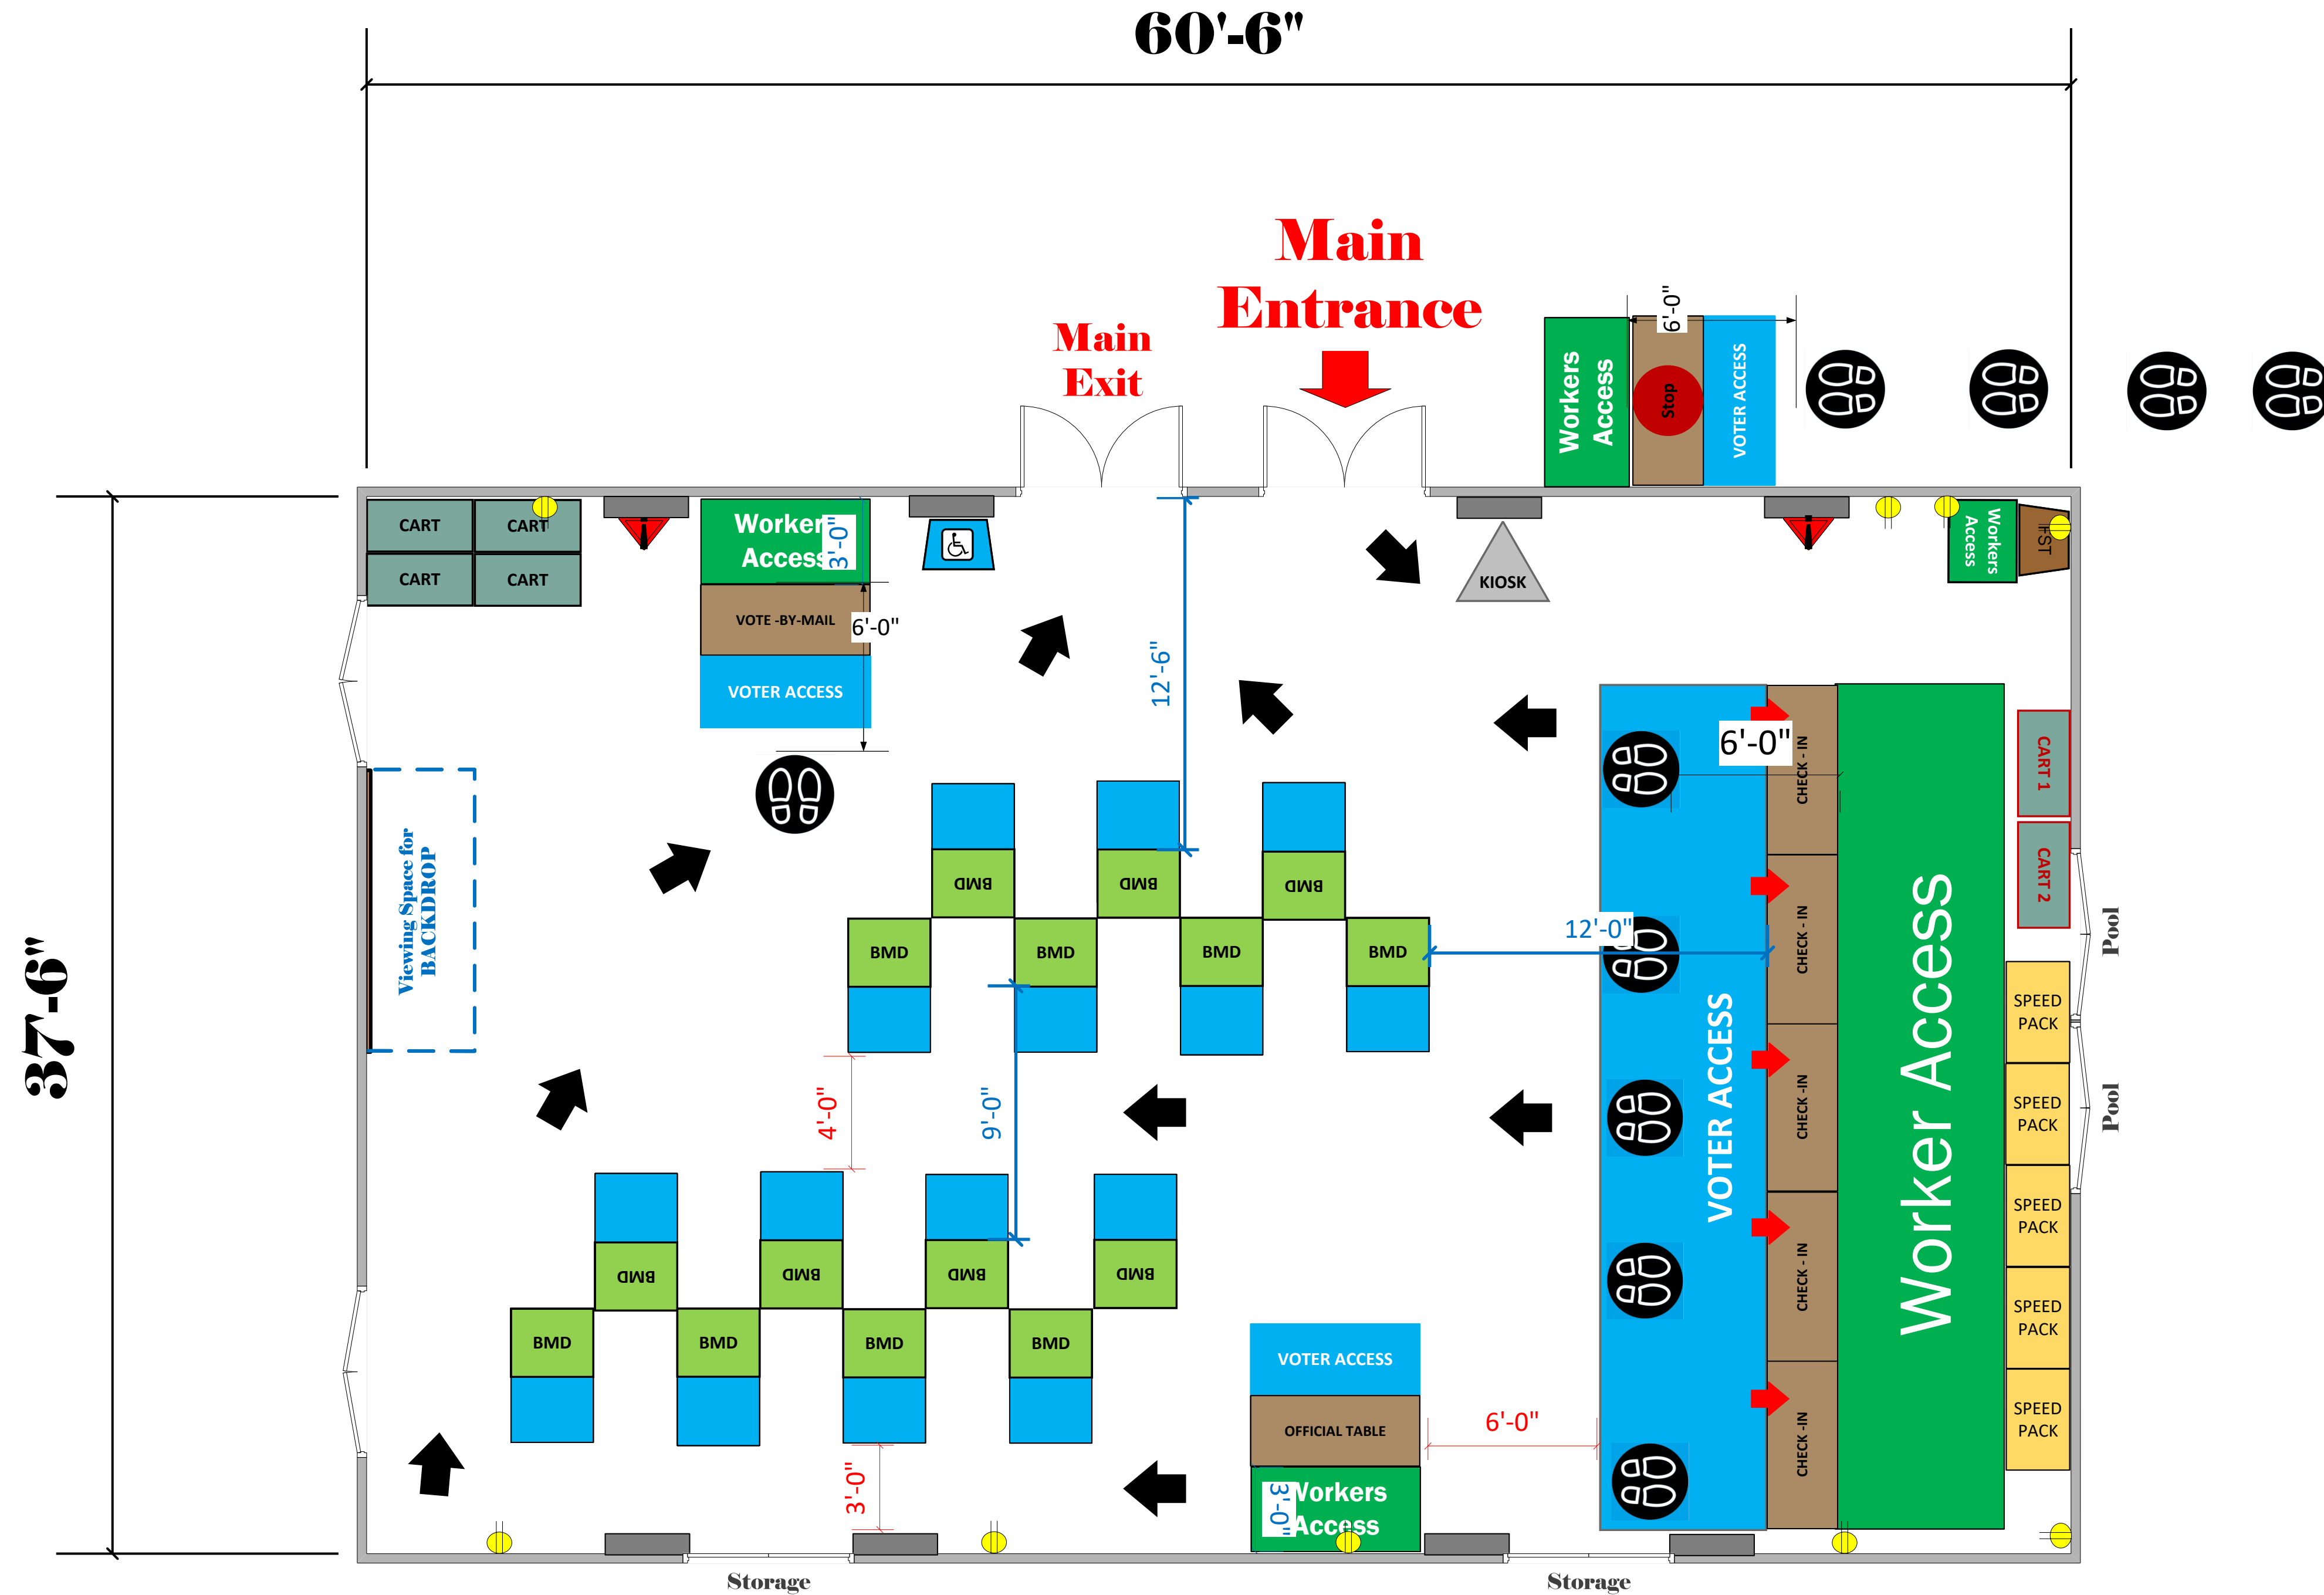 60'-6"
Main
Entrance
Main
Exit
Workers
Access
Stop
6'-0"
VOTER ACCESS
CART
CART
CART
CART
Workers
Access
3'-0"
VOTE -BY-MAIL
6'-0"
VOTER ACCESS
12'-6"
KIOSK
Workers
Access
FST
37'-6"
Viewing Space for
BACKDROP
BMD
BMD
BMD
BMD
BMD
BMD
BMD
12'-0"
6'-0"
CHECK - IN
CHECK - IN
CHECK -IN
CHECK - IN
CHECK -IN
VOTER ACCESS
Worker Access
CART 1
CART 2
Pool
Pool
SPEED
PACK
SPEED
PACK
SPEED
PACK
SPEED
PACK
SPEED
PACK
4'-0"
9'-0"
BMD
BMD
BMD
BMD
BMD
BMD
BMD
BMD
3'-0"
VOTER ACCESS
OFFICIAL TABLE
6'-0"
Workers
Access
3'-0"
Storage
Storage